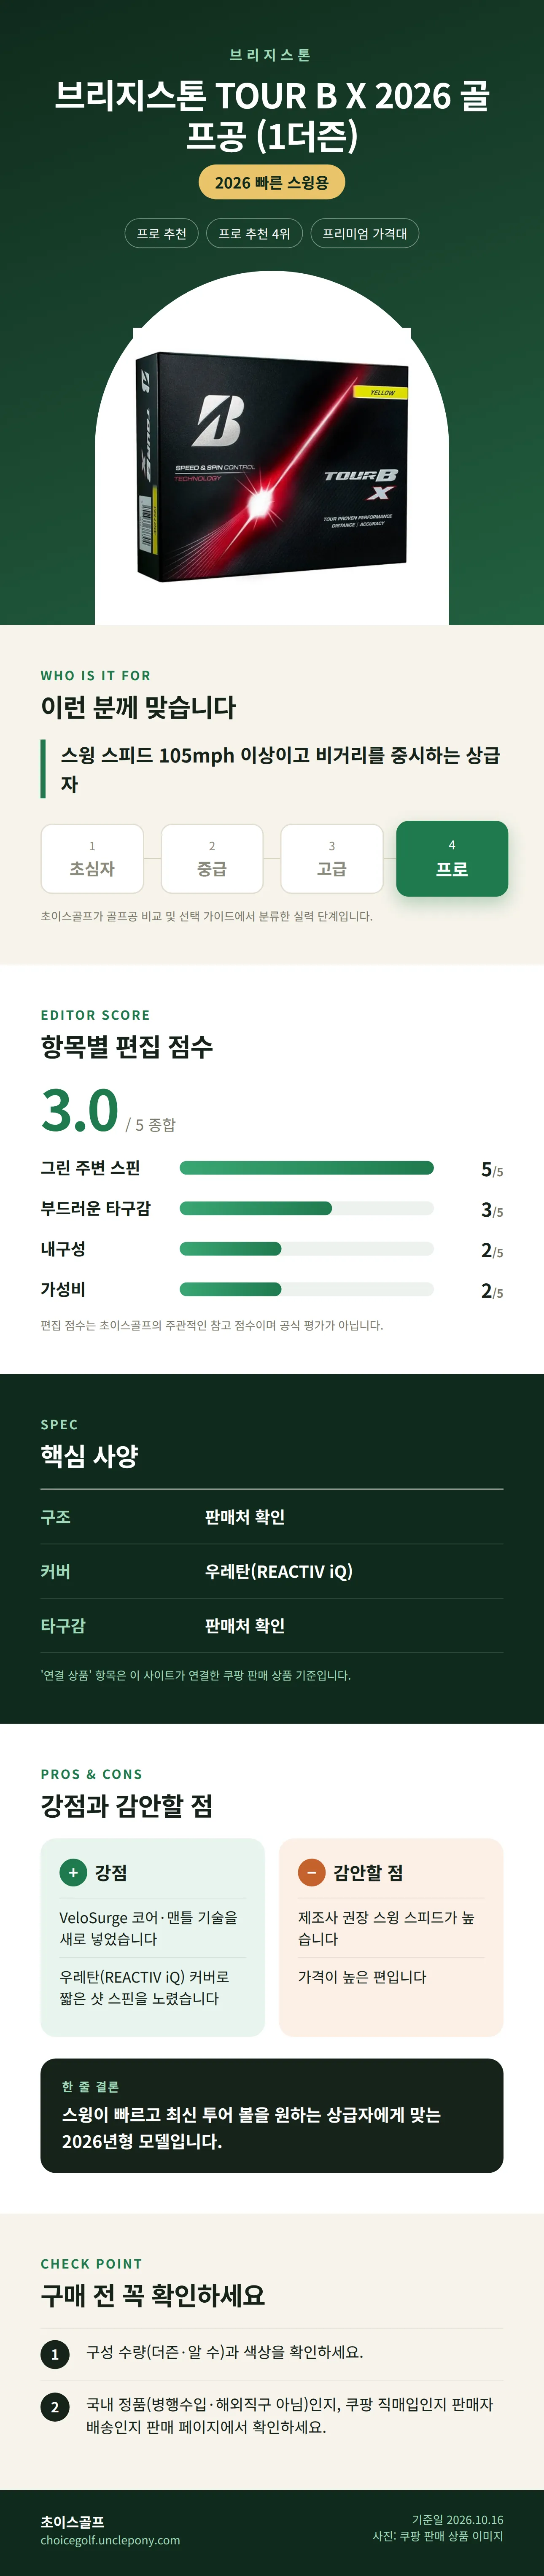 브리지스톤
브리지스톤 TOUR B X 2026 골
프공 (1더즌)
2026 빠른 스윙용
프로 추천
프로 추천 4위
프리미엄 가격대
B
TOUR B
X
YELLOW
SPEED & SPIN CONTROL
TECHNOLOGY
TOUR B
X
TOUR PROVEN PERFORMANCE
DISTANCE | ACCURACY
WHO IS IT FOR
이런 분께 맞습니다
스윙 스피드 105mph 이상이고 비거리를 중시하는 상급
자
1
초심자
2
중급
3
고급
4
프로
초이스골프가 골프공 비교 및 선택 가이드에서 분류한 실력 단계입니다.
EDITOR SCORE
항목별 편집 점수
3.0 / 5 종합
그린 주변 스핀 5/5
부드러운 타구감 3/5
내구성 2/5
가성비 2/5
편집 점수는 초이스골프의 주관적인 참고 점수이며 공식 평가가 아닙니다.
SPEC
핵심 사양
구조 판매처 확인
커버 우레탄(REACTIV iQ)
타구감 판매처 확인
'연결 상품' 항목은 이 사이트가 연결한 쿠팡 판매 상품 기준입니다.
PROS & CONS
강점과 감안할 점
+ 강점
VeloSurge 코어·맨틀 기술을
새로 넣었습니다
우레탄(REACTIV iQ) 커버로
짧은 샷 스핀을 노렸습니다
− 감안할 점
제조사 권장 스윙 스피드가 높
습니다
가격이 높은 편입니다
한 줄 결론
스윙이 빠르고 최신 투어 볼을 원하는 상급자에게 맞는
2026년형 모델입니다.
CHECK POINT
구매 전 꼭 확인하세요
1 구성 수량(더즌·알 수)과 색상을 확인하세요.
2 국내 정품(병행수입·해외직구 아님)인지, 쿠팡 직매입인지 판매자
배송인지 판매 페이지에서 확인하세요.
초이스골프
choicegolf.unclepony.com
기준일 2026.10.16
사진: 쿠팡 판매 상품 이미지